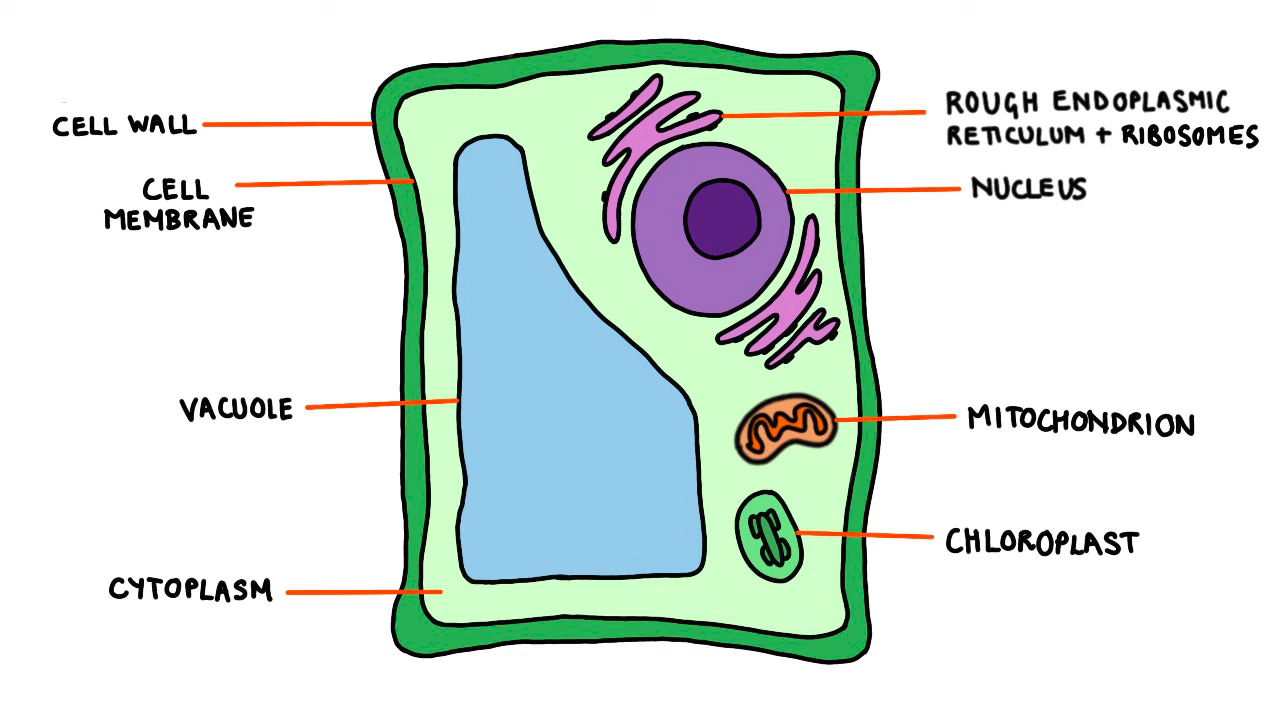 CELL WALL
CELL
MEMBRANE
VACUOLE
CYTOPLASM
ROUGH ENDOPLASMIC
RETICULUM + RIBOSOMES
NUCLEUS
MITOCHONDRION
CHLOROPLAST